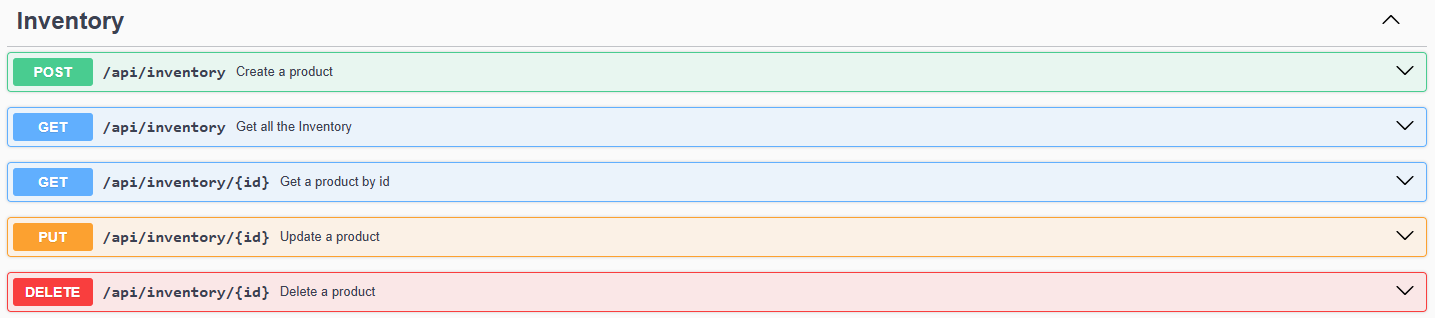 Inventory
POST /api/inventory Create a product
GET /api/inventory Get all the Inventory
GET /api/inventory/{id} Get a product by id
PUT /api/inventory/{id} Update a product
DELETE /api/inventory/{id} Delete a product